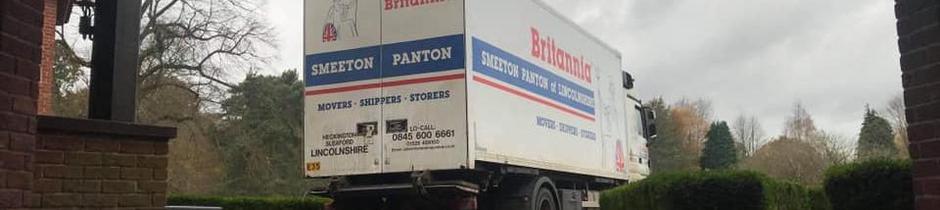 Britannia
SMEETON PANTON
MOVERS · SHIPPERS · STORERS
HECKINGTON
SLEAFORD
LINCOLNSHIRE
LO-CALL:
0845 600 6661
E35
Britannia
SMEETON PANTON of LINCOLNSHIRE
MOVERS · SHIPPERS · STORERS